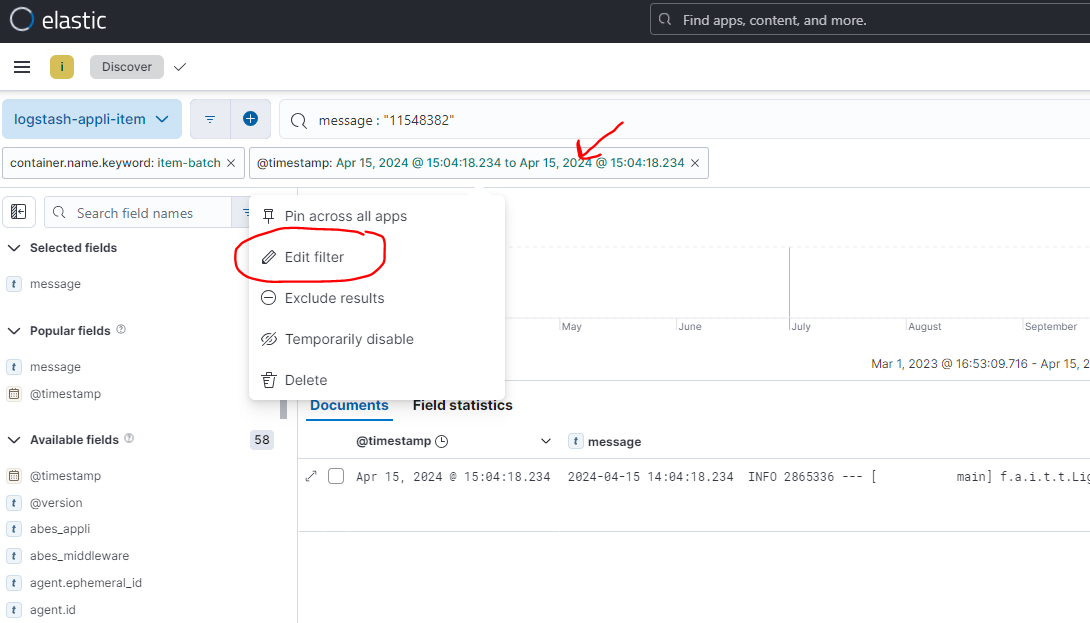 elastic
Find apps, content, and more.
i
Discover
logstash-appli-item
message : "11548382"
container.name.keyword: item-batch
@timestamp: Apr 15, 2024 @ 15:04:18.234 to Apr 15, 2024 @ 15:04:18.234
Search field names
Pin across all apps
Edit filter
Exclude results
Temporarily disable
Delete
Selected fields
t message
Popular fields
t message
@timestamp
Available fields 58
@timestamp
t @version
t abes_appli
t abes_middleware
t agent.ephemeral_id
t agent.id
May June July August September
Mar 1, 2023 @ 16:53:09.716 - Apr 15, 2
Documents Field statistics
@timestamp t message
Apr 15, 2024 @ 15:04:18.234 2024-04-15 14:04:18.234 INFO 2865336 --- [ main] f.a.i.t.t.Lig